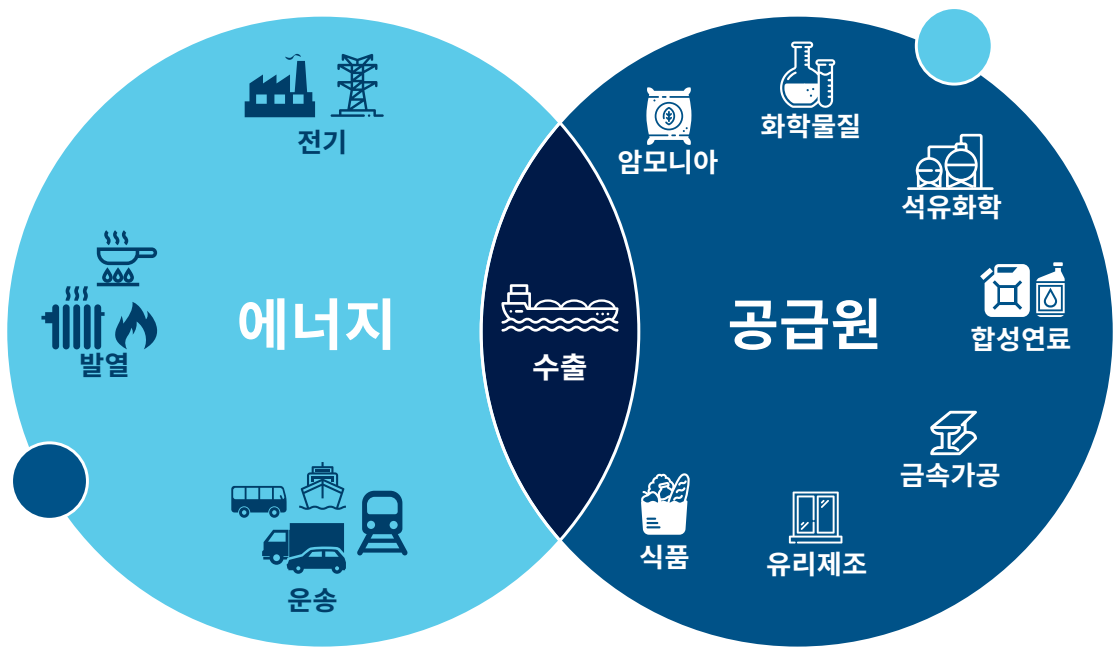 전기
발열
에너지
운송
수출
공급원
암모니아
화학물질
석유화학
합성연료
금속가공
유리제조
식품